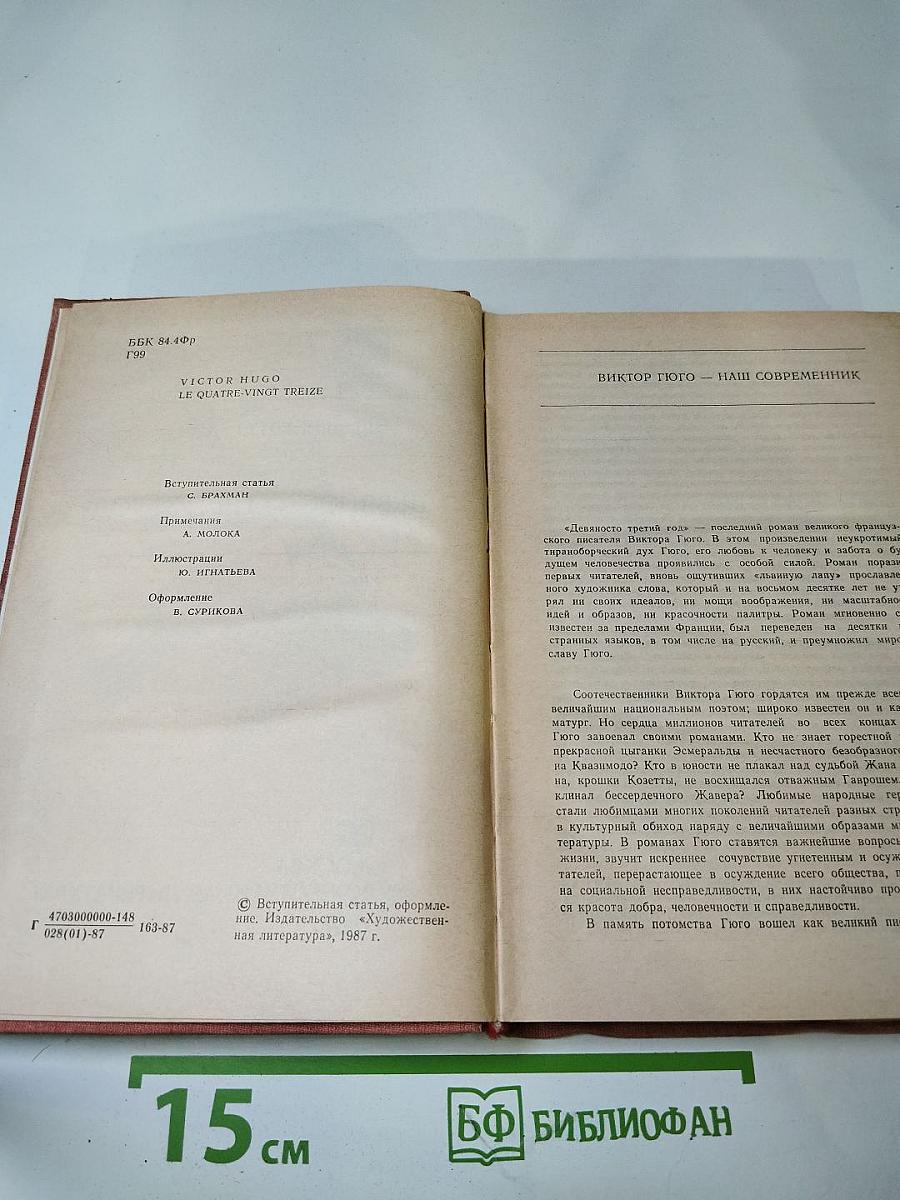 ББК 84.4Фр
Г99
VICTOR HUGO
LE QUATRE-VINGT TREIZE
Вступительная статья
С. БРАХМАН
Примечания
А. МОЛОКА
Иллюстрации
Ю. ИГНАТЬЕВА
Оформление
В. СУРИКОВА
Г 4703000000-148
028(01)-87 163-87
© Вступительная статья, оформле-
ние. Издательство «Художествен-
ная литература», 1987 г.
ВИКТОР ГЮГО — НАШ СОВРЕМЕННИК
«Девяносто третий год» — последний роман великого француз-
ского писателя Виктора Гюго. В этом произведении неукротимый
тираноборческий дух Гюго, его любовь к человеку и забота о бу-
дущем человечества проявились с особой силой. Роман порази
первых читателей, вновь ощутивших «львиную лапу» прославле
ного художника слова, который и на восьмом десятке лет не у
рял ни своих идеалов, ни мощи воображения, ни масштабнос
идей и образов, ни красочности палитры. Роман мгновенно с
известен за пределами Франции, был переведен на десятки
странных языков, в том числе на русский, и преумножил миро
славу Гюго.
Соотечественники Виктора Гюго гордятся им прежде все
величайшим национальным поэтом; широко известен он и ка
матург. Но сердца миллионов читателей во всех концах
Гюго завоевал своими романами. Кто не знает горестной
прекрасной цыганки Эсмеральды и несчастного безобразного
на Квазимодо? Кто в юности не плакал над судьбой Жана
на, крошки Козетты, не восхищался отважным Гаврошем
клинал бессердечного Жавера? Любимые народные гер
стали любимцами многих поколений читателей разных стр
в культурный обиход наряду с величайшими образами м
тературы. В романах Гюго ставятся важнейшие вопросы
жизни, звучит искреннее сочувствие угнетенным и осуж
тателей, перерастающее в осуждение всего общества, п
на социальной несправедливости, в них настойчиво про
ся красота добра, человечности и справедливости.
В память потомства Гюго вошел как великий пи
15 см
БФ БИБЛИОФАН